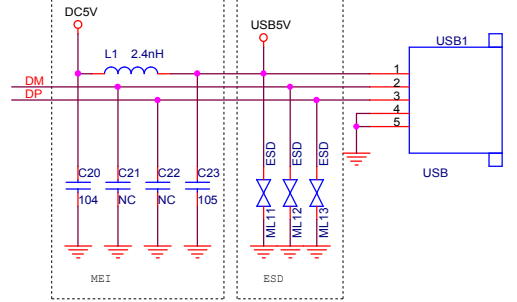 DC5V
USB5V
L1 2.4nH
USB1
DM
DP
1
2
3
4
5
USB
C20
104
C21
NC
C22
NC
C23
105
ESD
ML11
ESD
ML12
ESD
ML13
MEI
ESD